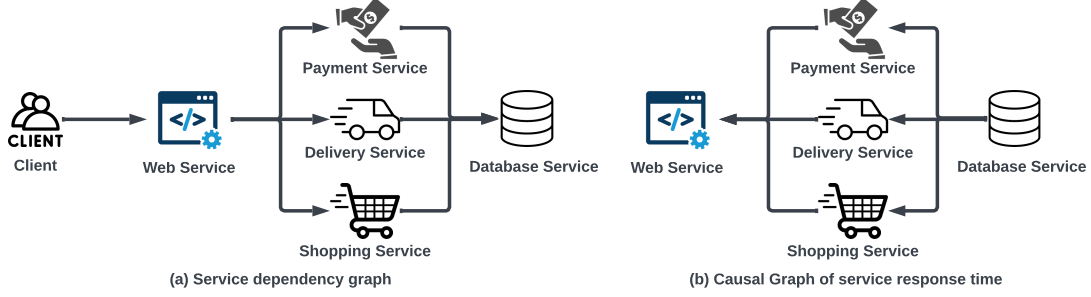 Payment Service
CLIENT
</>
Client
Web Service
Delivery Service
Database Service
Shopping Service
(a) Service dependency graph
Payment Service
</>
Web Service
Delivery Service
Database Service
Shopping Service
(b) Causal Graph of service response time